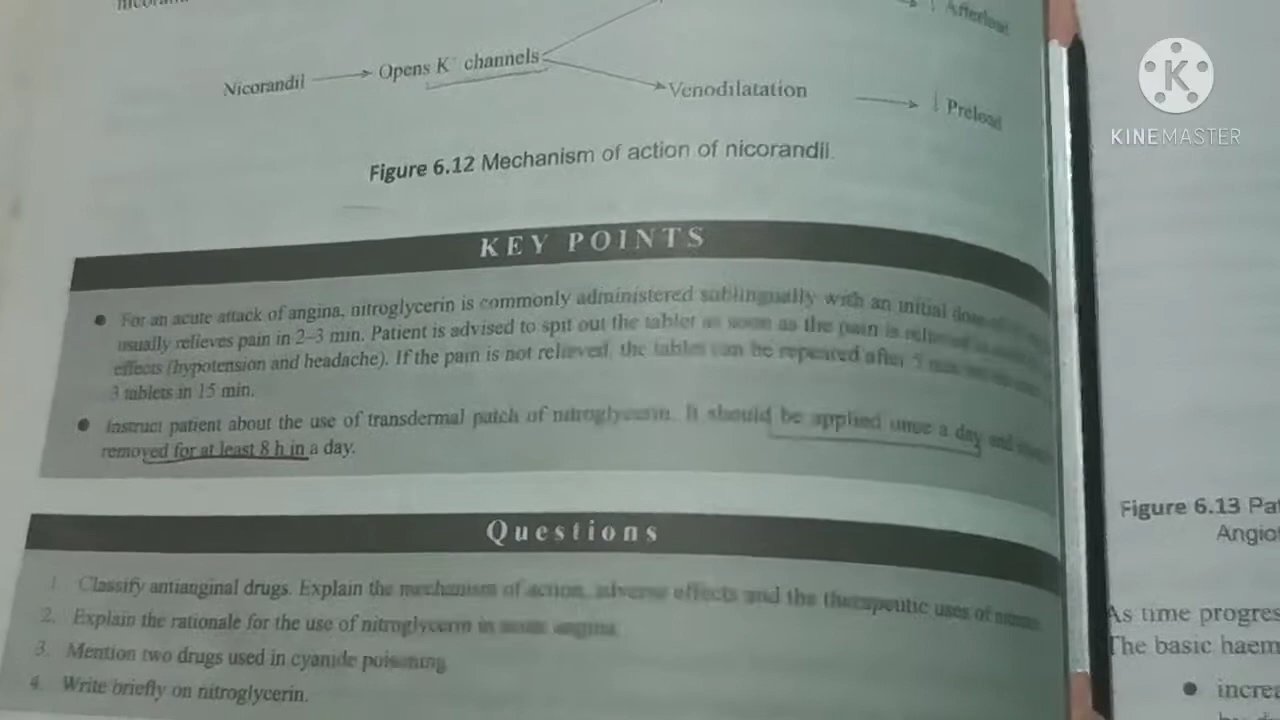 Afterload
Nicorandil Opens K channels Venodilatation ↓ Preload
Figure 6.12 Mechanism of action of nicorandil.
KINEMASTER
KEY POINTS
● For an acute attack of angina, nitroglycerin is commonly administered sublingually with an initial dose
usually relieves pain in 2–3 min. Patient is advised to spit out the tablet as soon as the pain is relieved
effects (hypotension and headache). If the pain is not relieved, the tablet can be repeated after 5 min
3 tablets in 15 min.
● Instruct patient about the use of transdermal patch of nitroglycerin. It should be applied once a day and
removed for at least 8 h in a day.
Questions
1. Classify antianginal drugs. Explain the mechanism of action, adverse effects and the therapeutic uses of
2. Explain the rationale for the use of nitroglycerin in angina.
3. Mention two drugs used in cyanide poisoning.
4. Write briefly on nitroglycerin.
Figure 6.13
As time progres
The basic haem
● increa